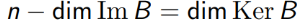 n − dim Im B = dim Ker B